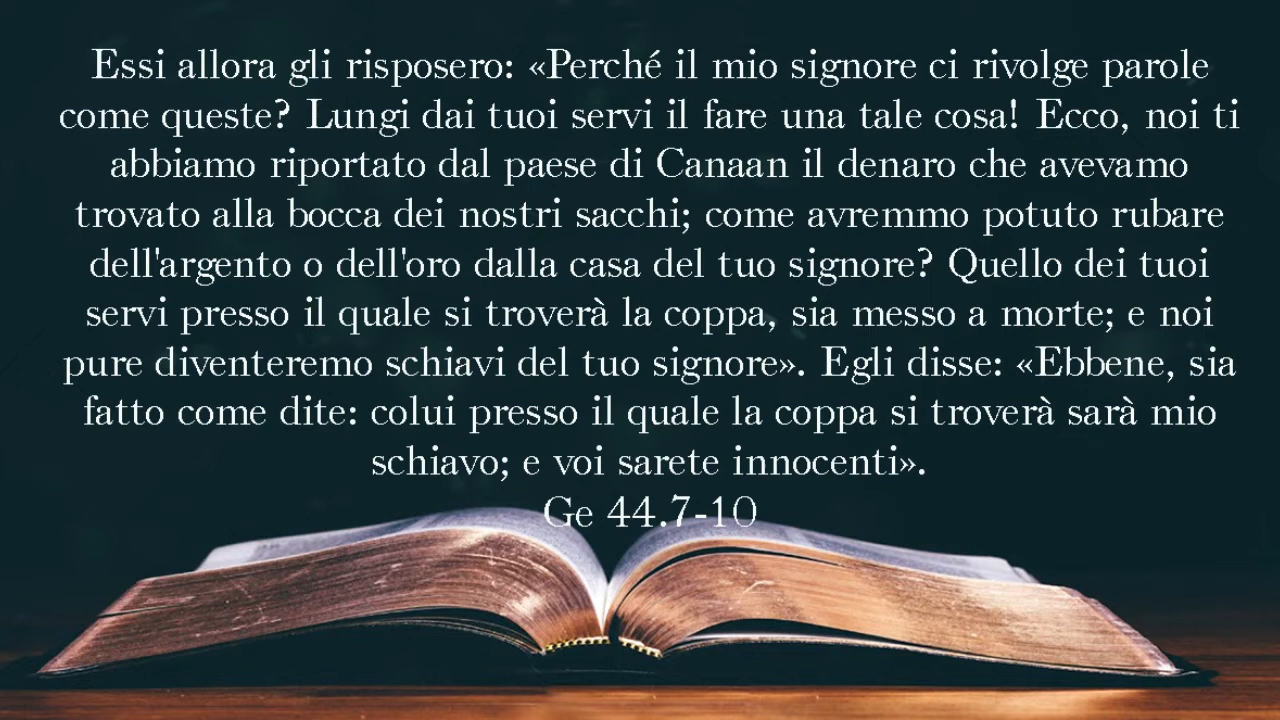 Essi allora gli risposero: «Perché il mio signore ci rivolge parole
come queste? Lungi dai tuoi servi il fare una tale cosa! Ecco, noi ti
abbiamo riportato dal paese di Canaan il denaro che avevamo
trovato alla bocca dei nostri sacchi; come avremmo potuto rubare
dell'argento o dell'oro dalla casa del tuo signore? Quello dei tuoi
servi presso il quale si troverà la coppa, sia messo a morte; e noi
pure diventeremo schiavi del tuo signore». Egli disse: «Ebbene, sia
fatto come dite: colui presso il quale la coppa si troverà sarà mio
schiavo; e voi sarete innocenti».
Ge 44.7-10